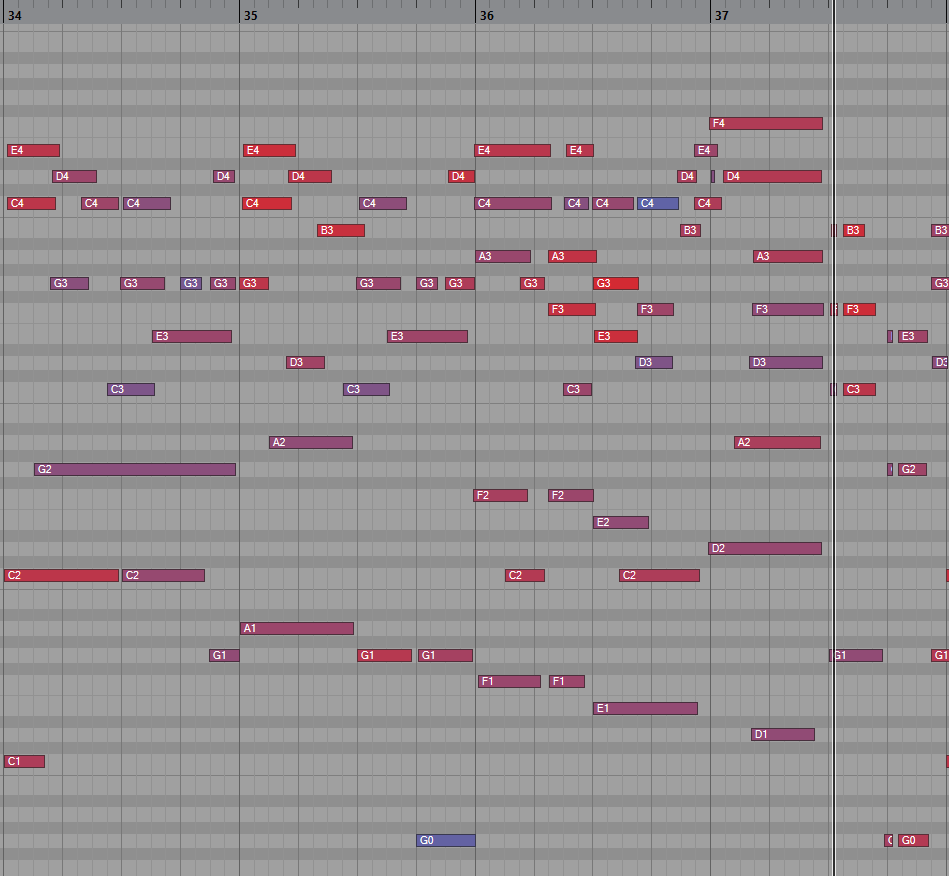 34 35 36 37
F4
E4 E4 E4 E4 E4
D4 D4 D4 D4 D4 D4
C4 C4 C4 C4 C4 C4 C4 C4 C4 C4
B3 B3 B3 B3
A3 A3 A3
G3 G3 G3 G3 G3 G3 G3 G3 G3 G3 G3
F3 F3 F3 F3
E3 E3 E3 E3
D3 D3 D3 D3
C3 C3 C3 C3
A2 A2
G2 G2
F2 F2
E2
D2
C2 C2 C2 C2
A1
G1 G1 G1 G1 G1
F1 F1
E1
D1
C1
G0 G0